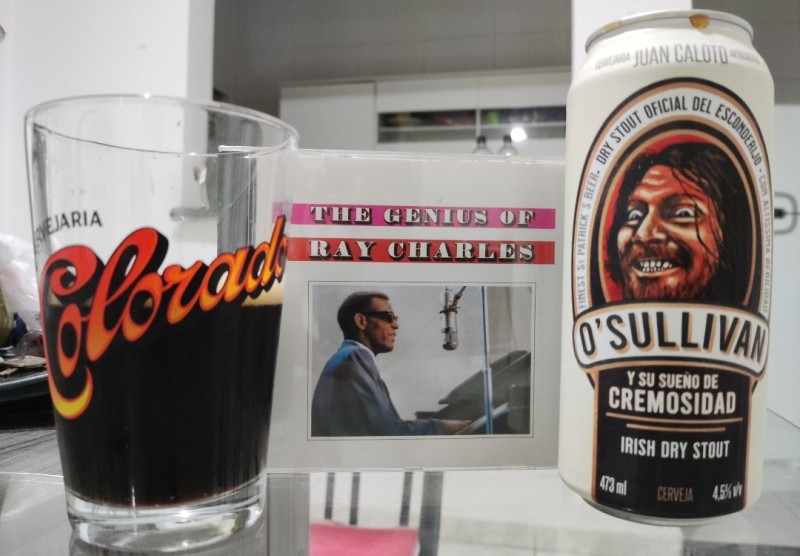 CERVEJARIA
Colorado
THE GENIUS OF
RAY CHARLES
CERVEJARIA JUAN CALOTO
FINEST ST PATRICK'S BEER. DRY STOUT OFICIAL DEL ESCONDERIJO
O'SULLIVAN
Y SU SUEÑO DE
CREMOSIDAD
IRISH DRY STOUT
473 ml
CERVEJA
4,5% v/v